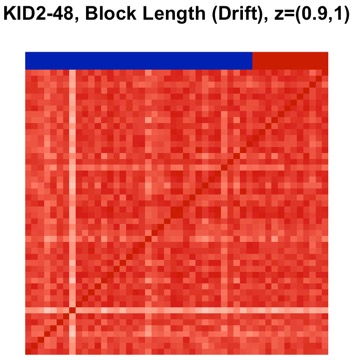 KID2-48, Block Length (Drift), z=(0.9,1)